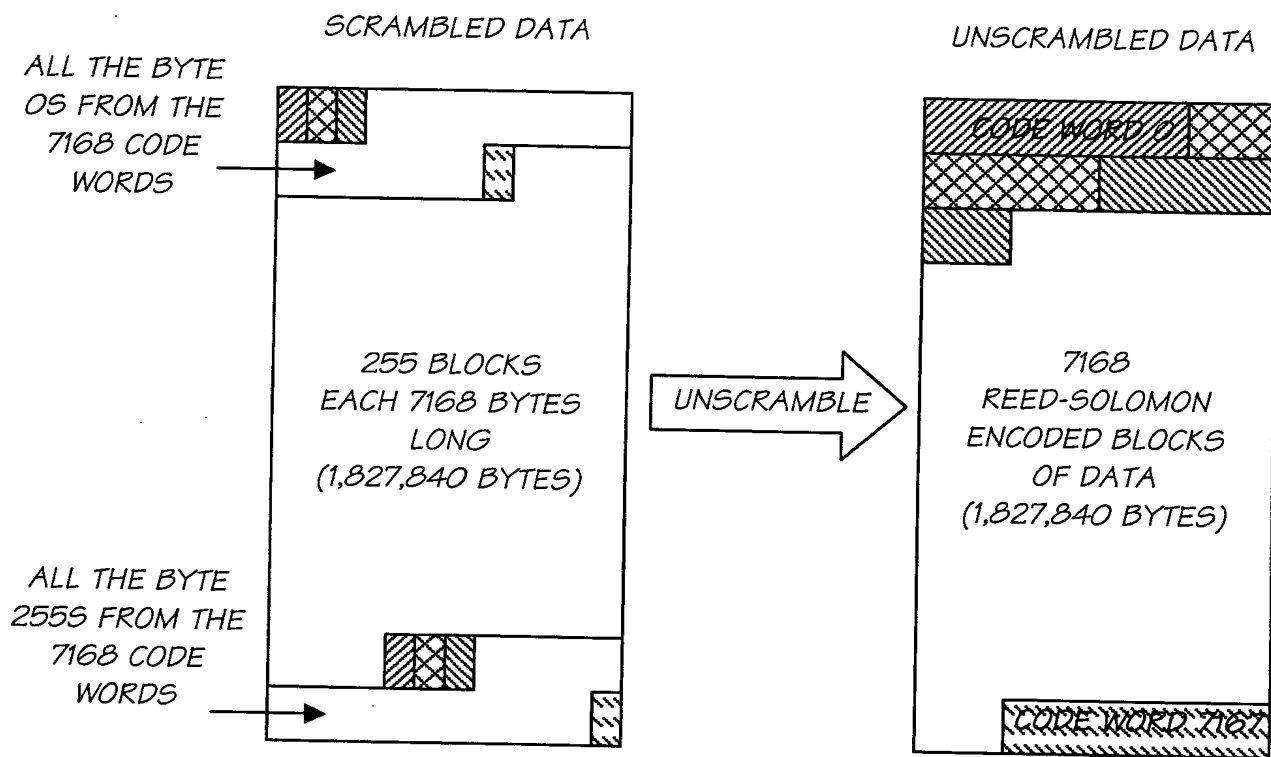 SCRAMBLED DATA
UNSCRAMBLED DATA
ALL THE BYTE
0S FROM THE
7168 CODE
WORDS
CODE WORD 0
255 BLOCKS
EACH 7168 BYTES
LONG
(1,827,840 BYTES)
UNSCRAMBLE
7168
REED-SOLOMON
ENCODED BLOCKS
OF DATA
(1,827,840 BYTES)
ALL THE BYTE
255S FROM THE
7168 CODE
WORDS
CODE WORD 7167